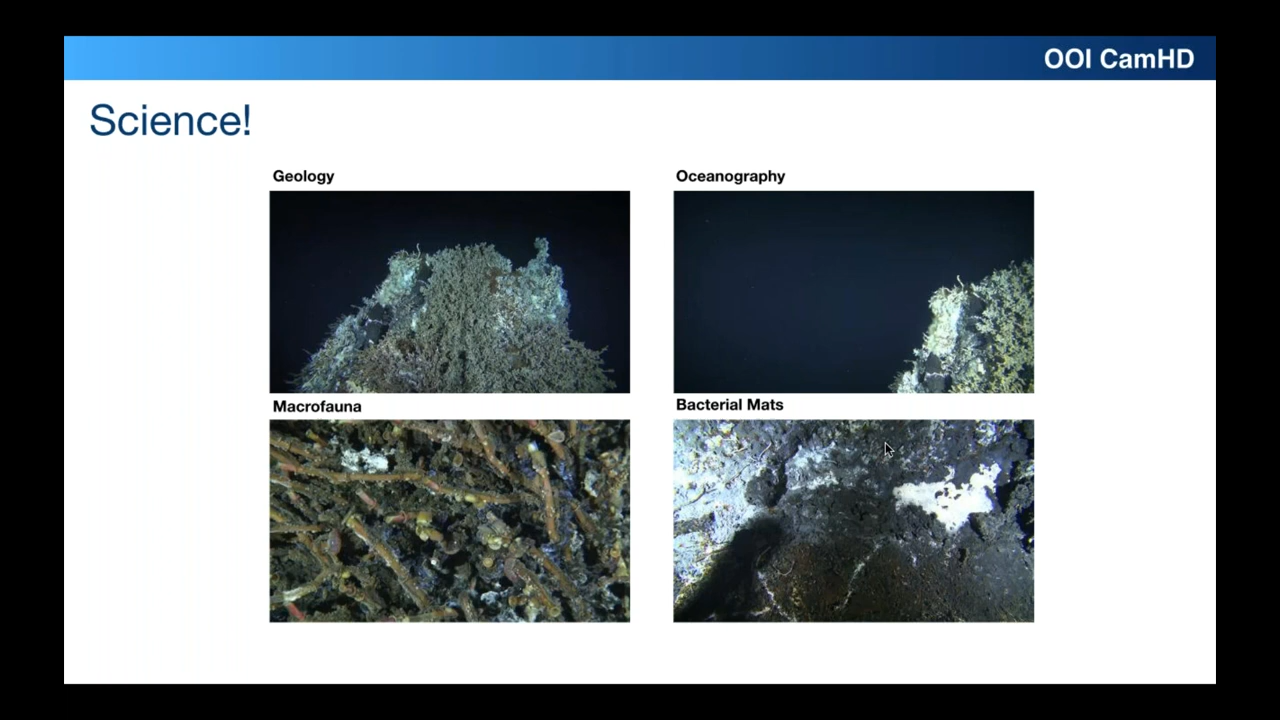 OOI CamHD
Science!
Geology
Oceanography
Macrofauna
Bacterial Mats